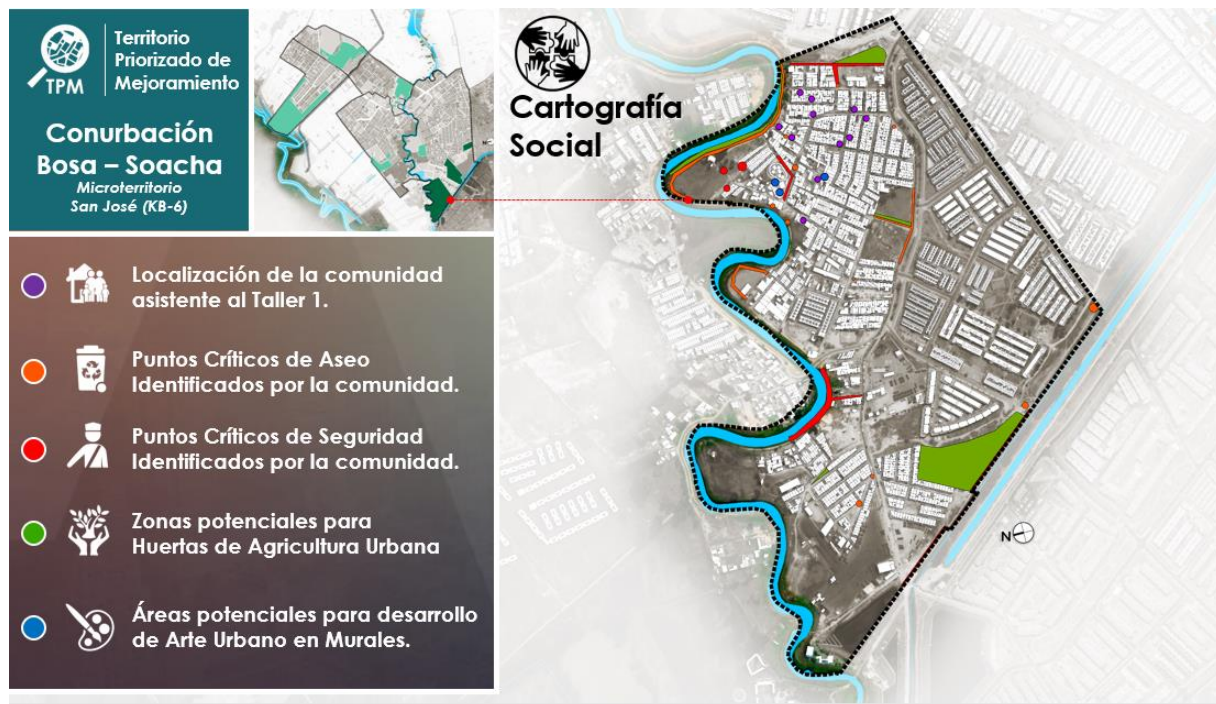 TPM
Territorio
Priorizado de
Mejoramiento
Conurbación
Bosa – Soacha
Microterritorio
San José (KB-6)
Cartografía
Social
Localización de la comunidad
asistente al Taller 1.
Puntos Críticos de Aseo
Identificados por la comunidad.
Puntos Críticos de Seguridad
Identificados por la comunidad.
Zonas potenciales para
Huertas de Agricultura Urbana
Áreas potenciales para desarrollo
de Arte Urbano en Murales.
N